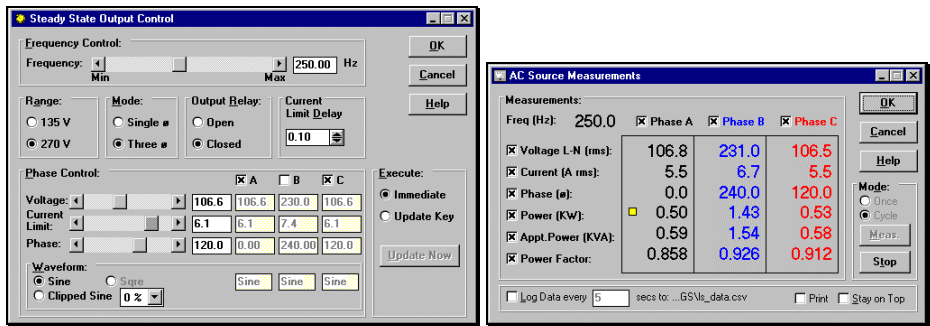 Steady State Output Control
Frequency Control:
Frequency: 250.00 Hz
Min Max
OK
Cancel
Help
Range:
135 V
270 V
Mode:
Single ø
Three ø
Output Relay:
Open
Closed
Current
Limit Delay
0.10
Phase Control:
A B C
Voltage: 106.6 106.6 230.0 106.6
Current
Limit: 6.1 6.1 7.4 6.1
Phase: 120.0 0.00 240.00 120.0
Waveform:
Sine Sqre Sine Sine Sine
Clipped Sine 0 %
Execute:
Immediate
Update Key
Update Now
AC Source Measurements
Measurements:
Freq (Hz): 250.0 Phase A Phase B Phase C
Voltage L-N (rms): 106.8 231.0 106.5
Current (A rms): 5.5 6.7 5.5
Phase (ø): 0.0 240.0 120.0
Power (KW): 0.50 1.43 0.53
Appt.Power (KVA): 0.59 1.54 0.58
Power Factor: 0.858 0.926 0.912
OK
Cancel
Help
Mode:
Once
Cycle
Meas.
Stop
Log Data every 5 secs to: ...GS\ls_data.csv Print Stay on Top